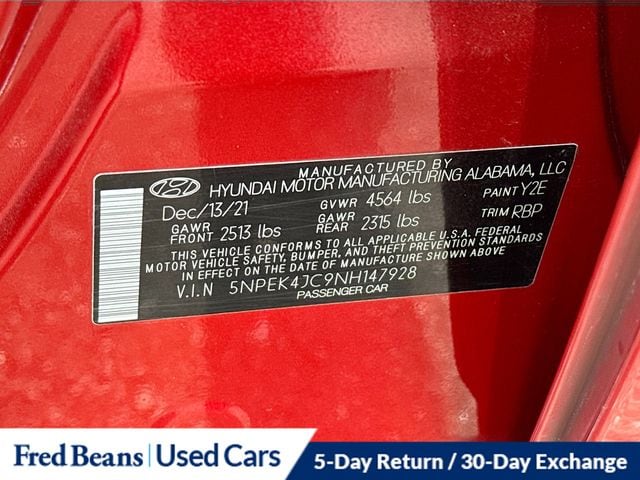 MANUFACTURED BY
HYUNDAI MOTOR MANUFACTURING ALABAMA, LLC
Dec/13/21 GVWR 4564 lbs PAINT Y2E
GAWR FRONT 2513 lbs GAWR REAR 2315 lbs TRIM RBP
THIS VEHICLE CONFORMS TO ALL APPLICABLE U.S.A. FEDERAL
MOTOR VEHICLE SAFETY, BUMPER, AND THEFT PREVENTION STANDARDS
IN EFFECT ON THE DATE OF MANUFACTURE SHOWN ABOVE.
V.I.N 5NPEK4JC9NH147928
PASSENGER CAR
Fred Beans | Used Cars 5-Day Return / 30-Day Exchange